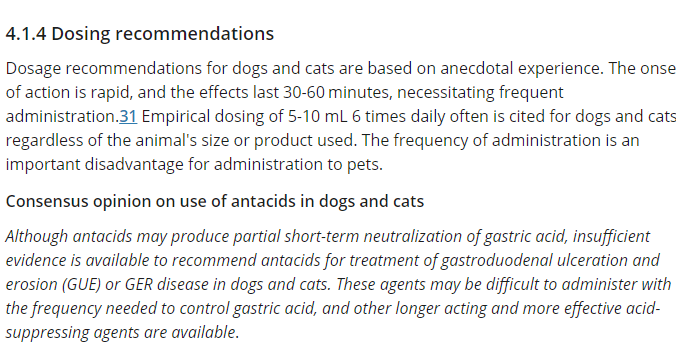 4.1.4 Dosing recommendations
Dosage recommendations for dogs and cats are based on anecdotal experience. The onse
of action is rapid, and the effects last 30-60 minutes, necessitating frequent
administration.31 Empirical dosing of 5-10 mL 6 times daily often is cited for dogs and cats
regardless of the animal's size or product used. The frequency of administration is an
important disadvantage for administration to pets.
Consensus opinion on use of antacids in dogs and cats
Although antacids may produce partial short-term neutralization of gastric acid, insufficient
evidence is available to recommend antacids for treatment of gastroduodenal ulceration and
erosion (GUE) or GER disease in dogs and cats. These agents may be difficult to administer with
the frequency needed to control gastric acid, and other longer acting and more effective acid-
suppressing agents are available.